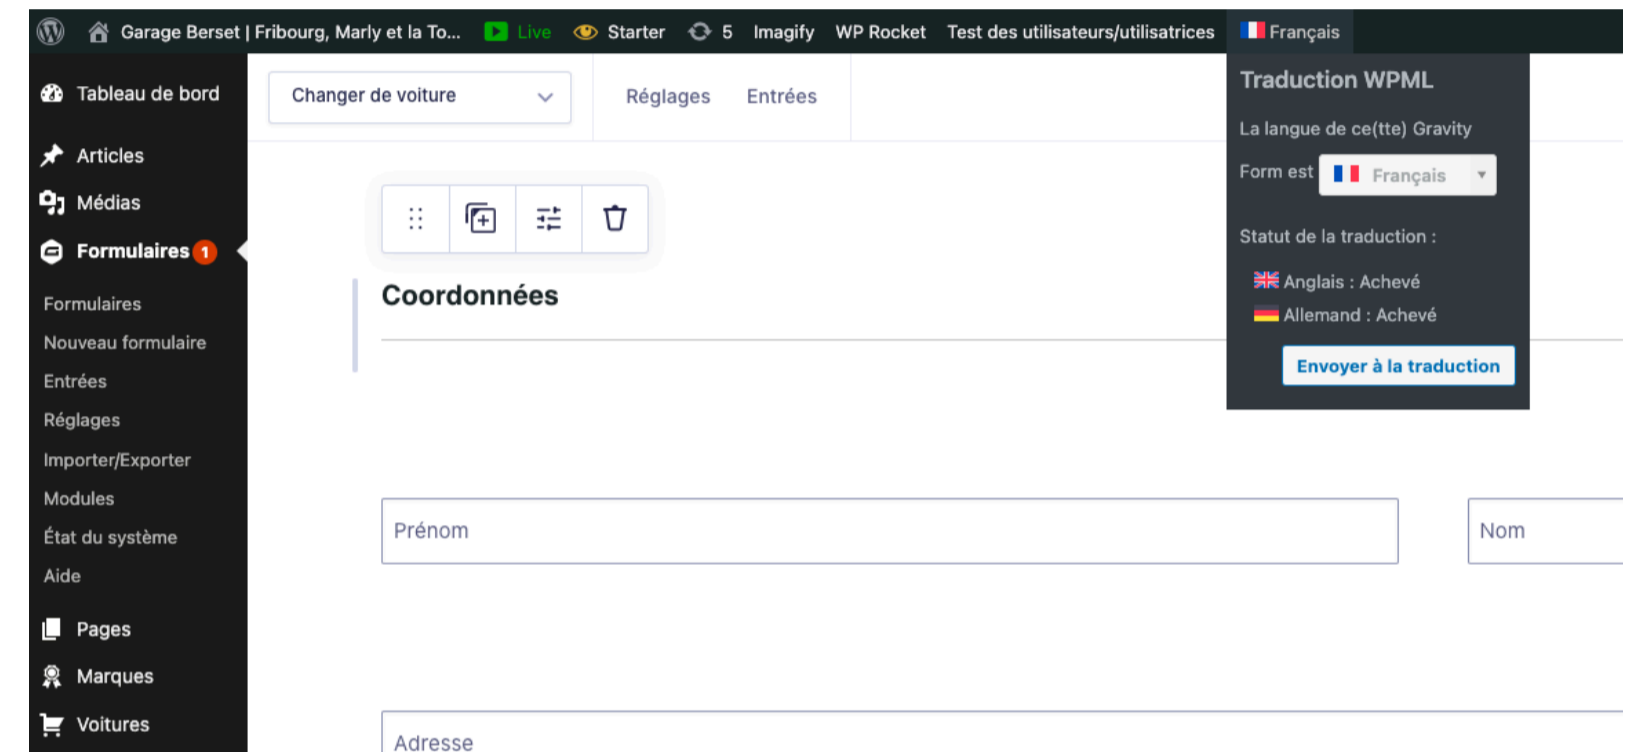 Garage Berset | Fribourg, Marly et la To... Live Starter 5 Imagify WP Rocket Test des utilisateurs/utilisatrices Français
Tableau de bord
Articles
Médias
Formulaires 1
Formulaires
Nouveau formulaire
Entrées
Réglages
Importer/Exporter
Modules
État du système
Aide
Pages
Marques
Voitures
Changer de voiture
Réglages Entrées
Coordonnées
Prénom
Nom
Adresse
Traduction WPML
La langue de ce(tte) Gravity
Form est Français
Statut de la traduction :
Anglais : Achevé
Allemand : Achevé
Envoyer à la traduction